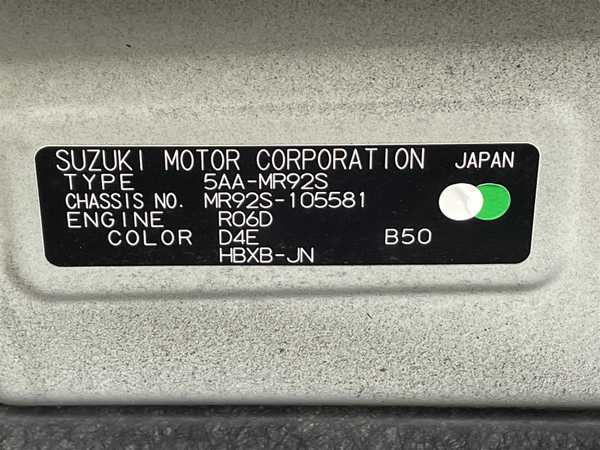 SUZUKI MOTOR CORPORATION JAPAN
TYPE 5AA-MR92S
CHASSIS NO. MR92S-105581
ENGINE R06D
COLOR D4E B50
HBXB-JN